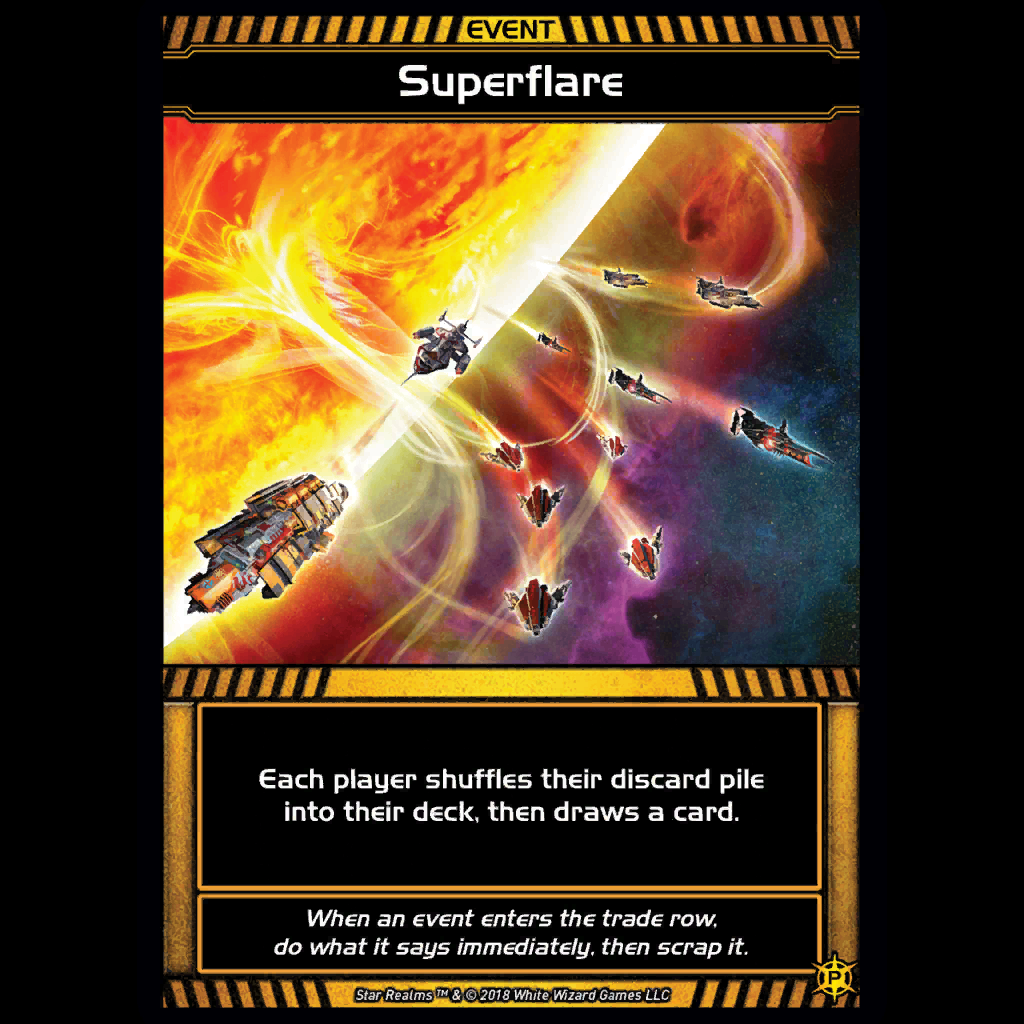 EVENT
Superflare
Each player shuffles their discard pile
into their deck, then draws a card.
When an event enters the trade row,
do what it says immediately, then scrap it.
P
Star Realms™ & © 2018 White Wizard Games LLC